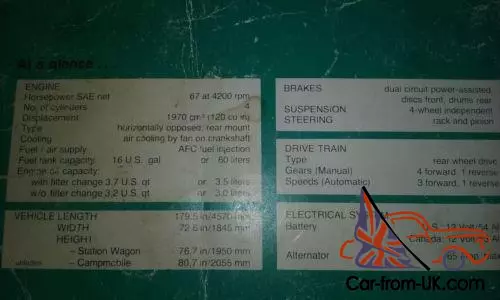 At a glance . . .
ENGINE
Horsepower SAE net 67 at 4200 rpm
No. of cylinders 4
Displacement 1970 cm³ (120 cu in)
Type horizontally opposed, rear mount
Cooling air cooling by fan on crankshaft
Fuel / air supply AFC fuel injection
Fuel tank capacity 16 U.S. gal or 60 liters
Engine oil capacity:
with filter change 3.7 U.S. qt or 3.5 liters
w/o filter change 3.2 U.S. qt or 3.0 liters
VEHICLE LENGTH 179.5 in/4570 mm
WIDTH 72.6 in/1845 mm
HEIGHT
– Station Wagon 76.7 in/1950 mm
– Campmobile 80.7 in/2055 mm
BRAKES dual circuit power-assisted
discs front, drums rear
SUSPENSION 4-wheel independent
STEERING rack and pinion
DRIVE TRAIN
Type rear wheel drive
Gears (Manual) 4 forward, 1 reverse
Speeds (Automatic) 3 forward, 1 reverse
ELECTRICAL SYSTEM
Battery 12 Volt/54
Canada: 12 Volt/
Alternator 65 Amp.
Car-from-UK.com